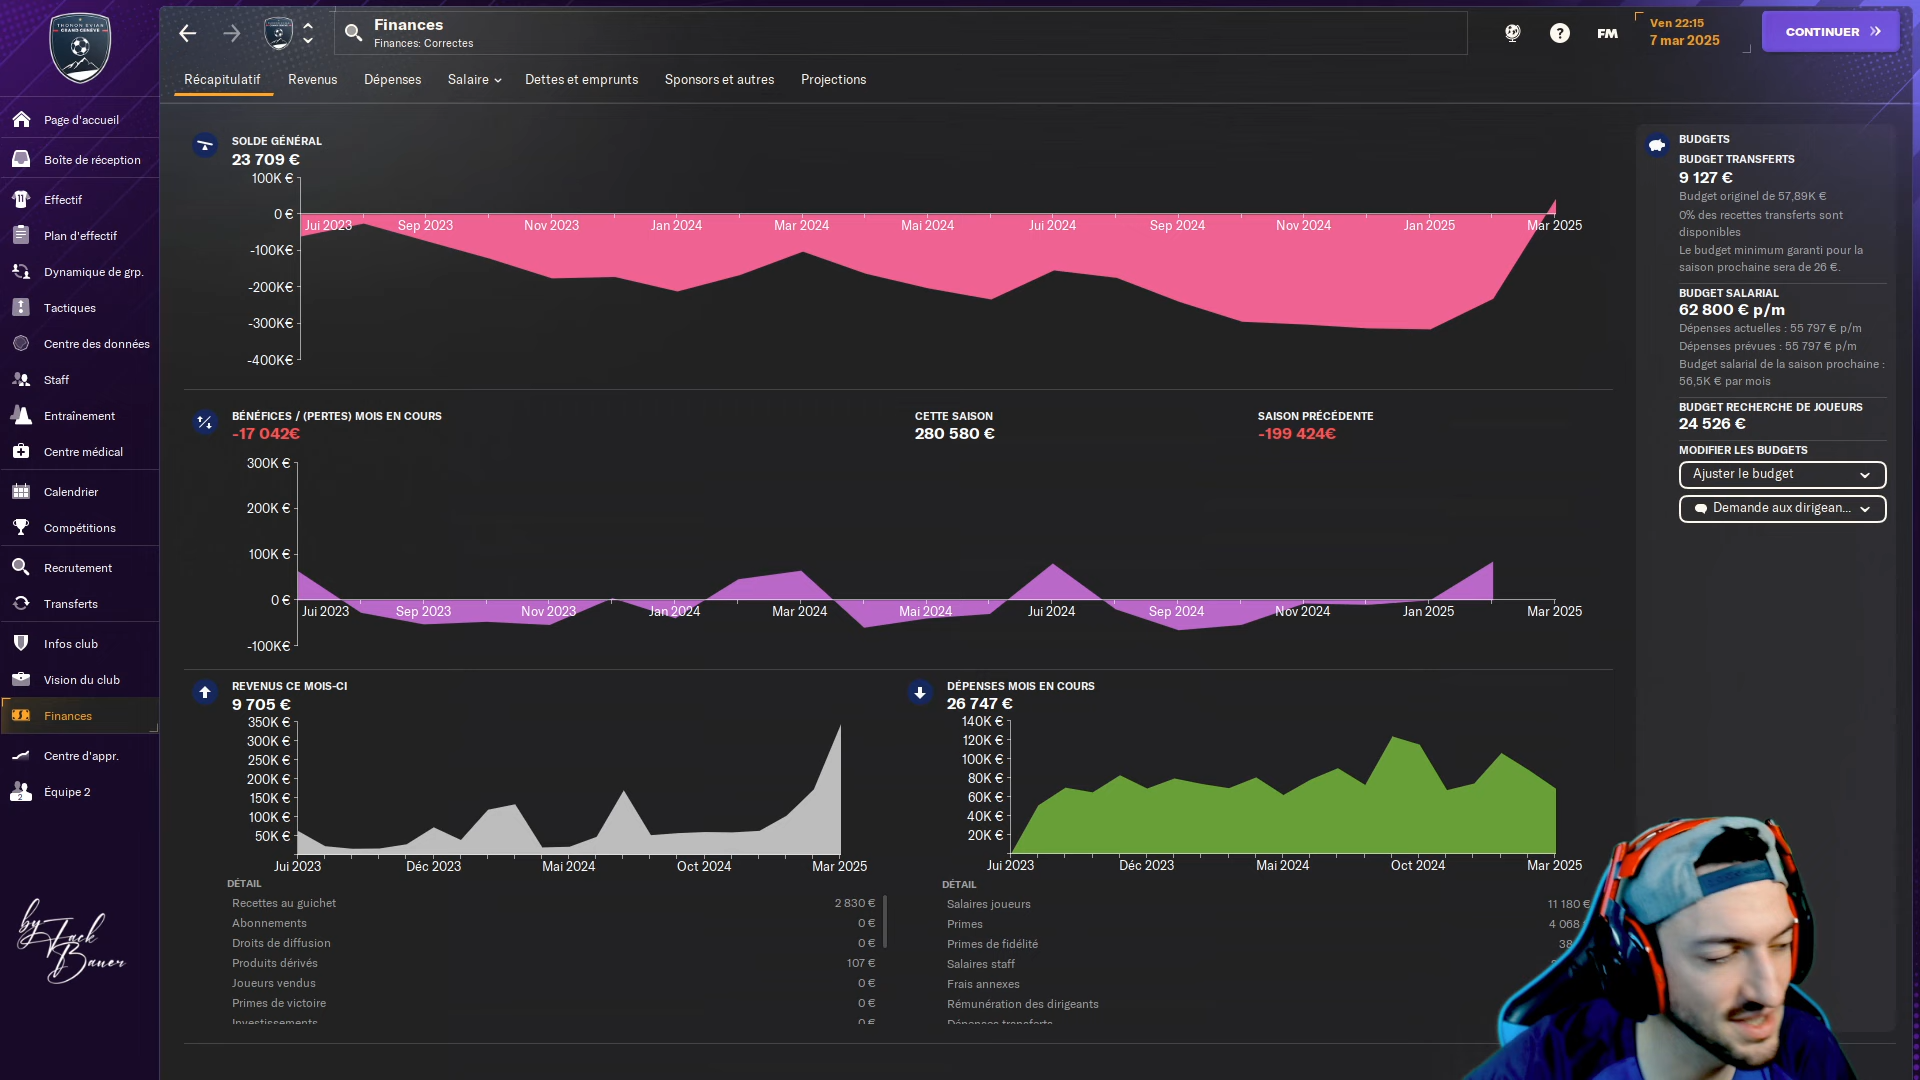 THONON EVIAN
GRAND GENÈVE
Finances
Finances: Correctes
FM
Ven 22:15
7 mar 2025
CONTINUER
Récapitulatif
Revenus
Dépenses
Salaire
Dettes et emprunts
Sponsors et autres
Projections
Page d'accueil
Boîte de réception
Effectif
Plan d'effectif
Dynamique de grp.
Tactiques
Centre des données
Staff
Entraînement
Centre médical
Calendrier
Compétitions
Recrutement
Transferts
Infos club
Vision du club
Finances
Centre d'appr.
2
Équipe 2
by Jack
Bauer
SOLDE GÉNÉRAL
23 709 €
100K €
0 €
-100K€
-200K€
-300K€
-400K€
Jui 2023
Sep 2023
Nov 2023
Jan 2024
Mar 2024
Mai 2024
Jui 2024
Sep 2024
Nov 2024
Jan 2025
Mar 2025
BÉNÉFICES / (PERTES) MOIS EN COURS
-17 042€
CETTE SAISON
280 580 €
SAISON PRÉCÉDENTE
-199 424€
300K €
200K €
100K €
0 €
-100K€
Jui 2023
Sep 2023
Nov 2023
Jan 2024
Mar 2024
Mai 2024
Jui 2024
Sep 2024
Nov 2024
Jan 2025
Mar 2025
REVENUS CE MOIS-CI
9 705 €
350K €
300K €
250K €
200K €
150K €
100K €
50K €
Jui 2023
Déc 2023
Mai 2024
Oct 2024
Mar 2025
DÉTAIL
Recettes au guichet 2 830 €
Abonnements 0 €
Droits de diffusion 0 €
Produits dérivés 107 €
Joueurs vendus 0 €
Primes de victoire 0 €
Investissements 0 €
DÉPENSES MOIS EN COURS
26 747 €
140K €
120K €
100K €
80K €
60K €
40K €
20K €
Jui 2023
Déc 2023
Mai 2024
Oct 2024
Mar 2025
DÉTAIL
Salaires joueurs 11 180 €
Primes 4 068
Primes de fidélité
Salaires staff
Frais annexes
Rémunération des dirigeants
Dépenses transferts
BUDGETS
BUDGET TRANSFERTS
9 127 €
Budget originel de 57,89K €
0% des recettes transferts sont
disponibles
Le budget minimum garanti pour la
saison prochaine sera de 26 €.
BUDGET SALARIAL
62 800 € p/m
Dépenses actuelles : 55 797 € p/m
Dépenses prévues : 55 797 € p/m
Budget salarial de la saison prochaine :
56,5K € par mois
BUDGET RECHERCHE DE JOUEURS
24 526 €
MODIFIER LES BUDGETS
Ajuster le budget
Demande aux dirigean...